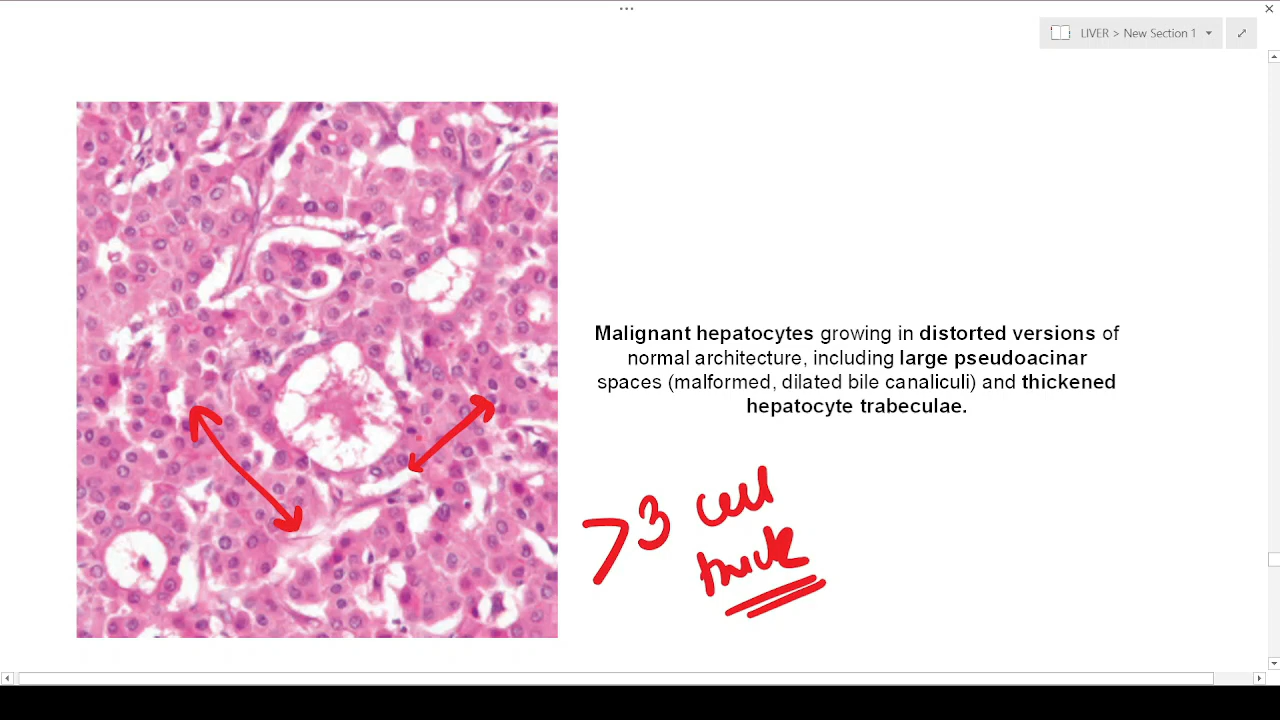 LIVER > New Section 1
Malignant hepatocytes growing in distorted versions of
normal architecture, including large pseudoacinar
spaces (malformed, dilated bile canaliculi) and thickened
hepatocyte trabeculae.
>3 cell
thick